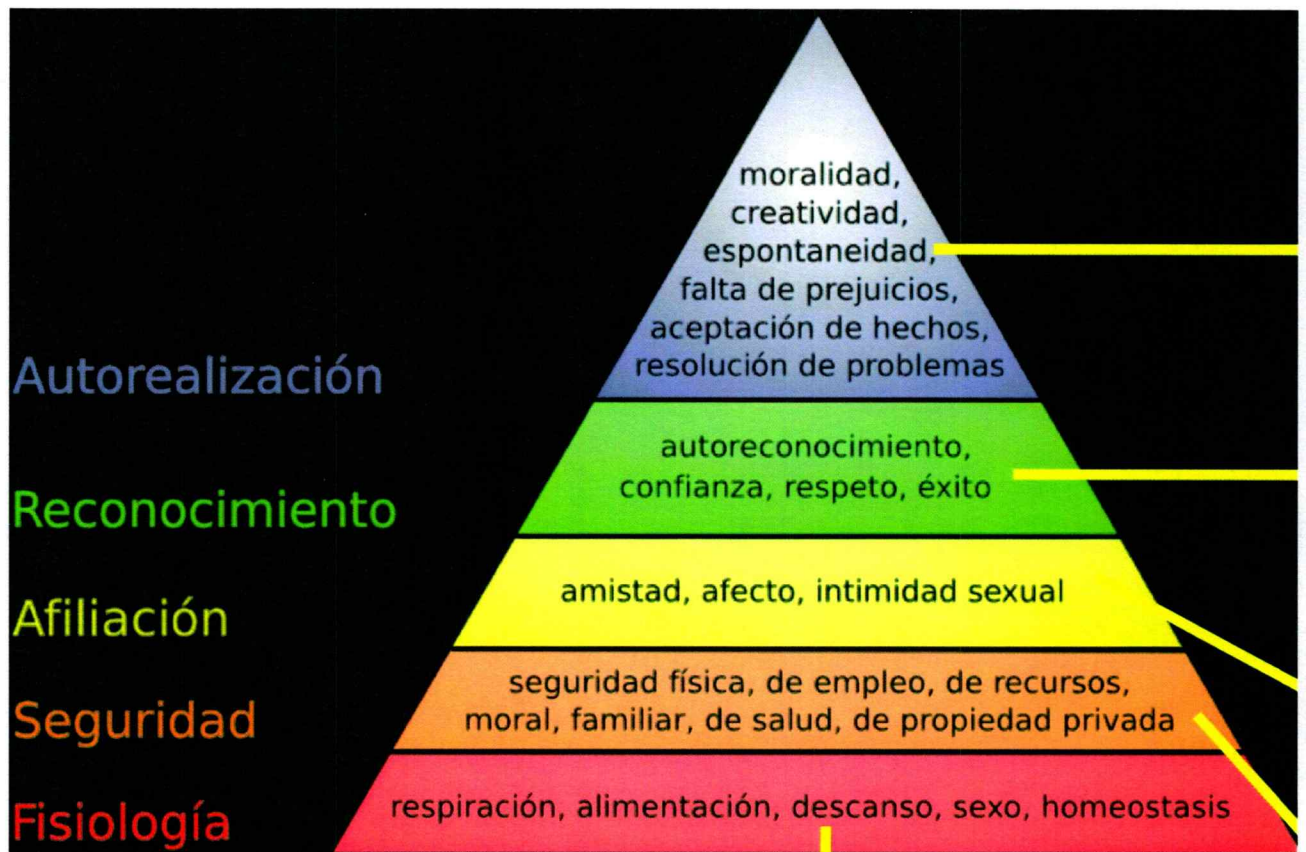 moralidad,
creatividad,
espontaneidad,
falta de prejuicios,
aceptación de hechos,
resolución de problemas
Autorealización
autoreconocimiento,
confianza, respeto, éxito
Reconocimiento
amistad, afecto, intimidad sexual
Afiliación
seguridad física, de empleo, de recursos,
moral, familiar, de salud, de propiedad privada
Seguridad
respiración, alimentación, descanso, sexo, homeostasis
Fisiología